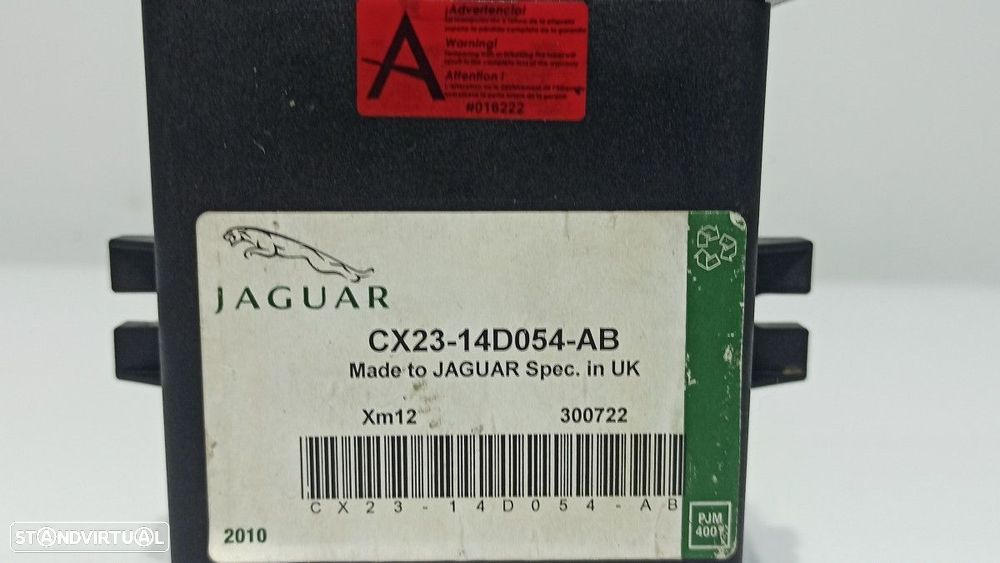 ¡Advertencia!
Warning!
Attention !
A
#016222
JAGUAR
CX23-14D054-AB
Made to JAGUAR Spec. in UK
Xm12 300722
CX23-14D054-AB
2010
PJM
400
STANDVIRTUAL